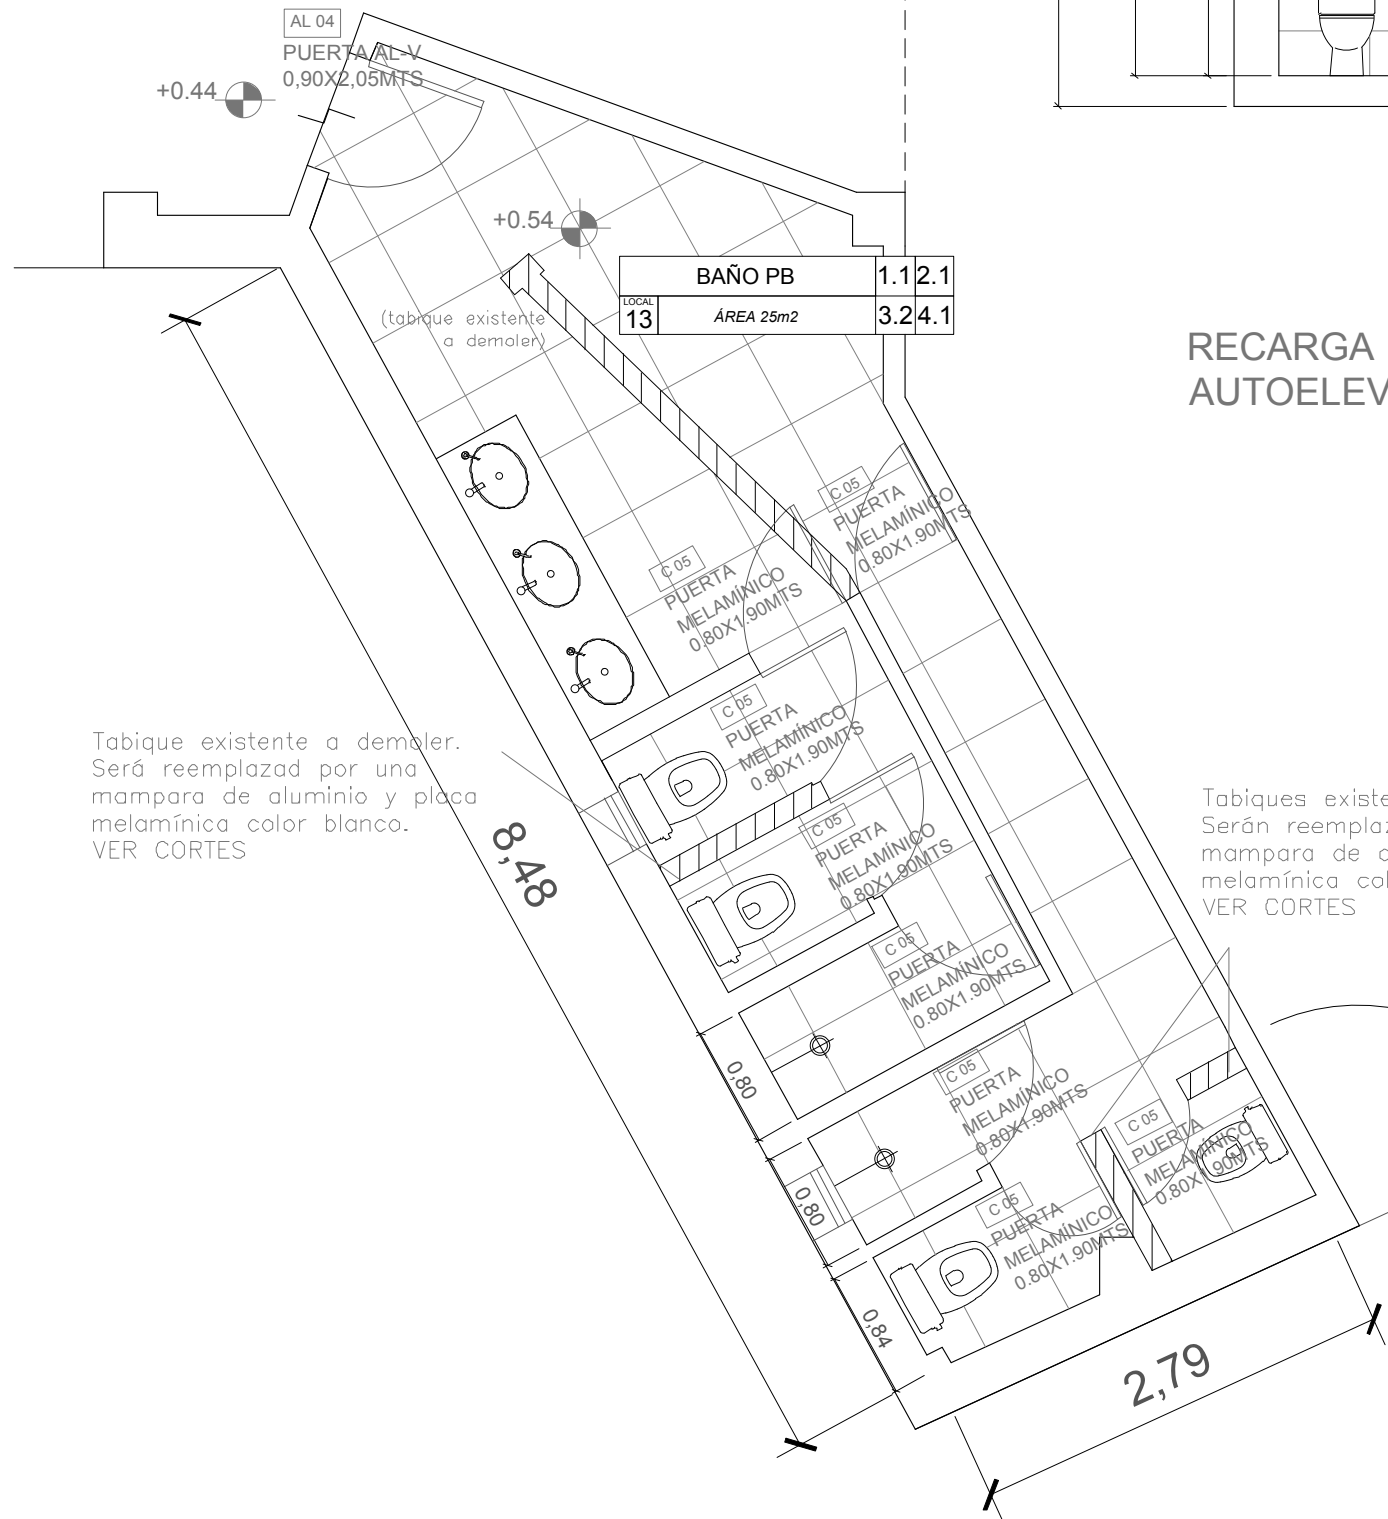 AL 04
PUERTA AL-V
0,90X2,05MTS
+0.44
+0.54
BAÑO PB
1.1 2.1
LOCAL
13
ÁREA 25m2
3.2 4.1
(tabique existente
a demoler)
RECARGA
AUTOELEV
C 05
PUERTA
MELAMÍNICO
0.80X1.90MTS
C 05
PUERTA
MELAMÍNICO
0.80X1.90MTS
C 05
PUERTA
MELAMÍNICO
0.80X1.90MTS
Tabique existente a demoler.
Será reemplazad por una
mampara de aluminio y placa
melamínica color blanco.
VER CORTES
8,48
C 05
PUERTA
MELAMÍNICO
0.80X1.90MTS
Tabiques existe
Serán reemplaz
mampara de a
melamínica col
VER CORTES
C 05
PUERTA
MELAMÍNICO
0.80X1.90MTS
0,80
C 05
PUERTA
MELAMÍNICO
0.80X1.90MTS
C 05
PUERTA
MELAMÍNICO
0.80X1.90MTS
0,80
C 05
PUERTA
MELAMÍNICO
0.80X1.90MTS
0,84
2,79